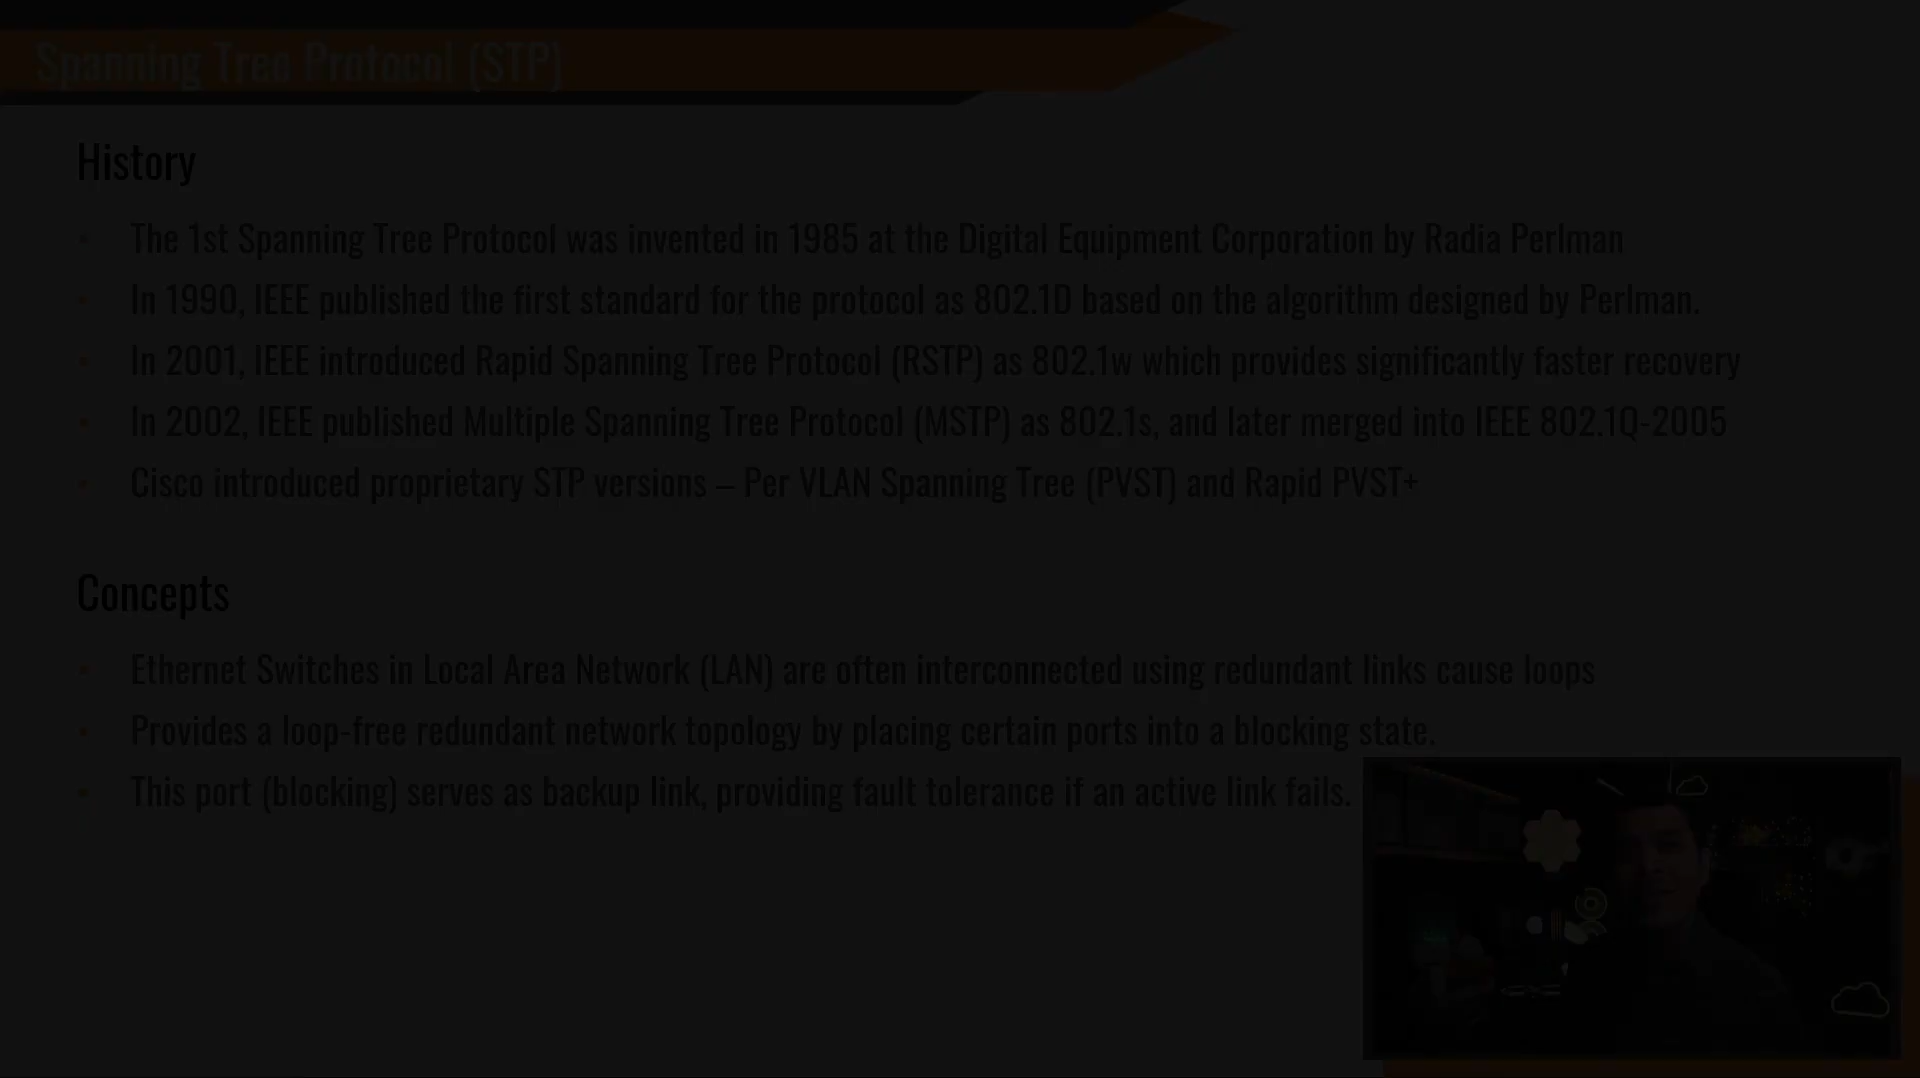 Spanning Tree Protocol (STP)
History
The 1st Spanning Tree Protocol was invented in 1985 at the Digital Equipment Corporation by Radia Perlman
In 1990, IEEE published the first standard for the protocol as 802.1D based on the algorithm designed by Perlman.
In 2001, IEEE introduced Rapid Spanning Tree Protocol (RSTP) as 802.1w which provides significantly faster recovery
In 2002, IEEE published Multiple Spanning Tree Protocol (MSTP) as 802.1s, and later merged into IEEE 802.1Q-2005
Cisco introduced proprietary STP versions – Per VLAN Spanning Tree (PVST) and Rapid PVST+
Concepts
Ethernet Switches in Local Area Network (LAN) are often interconnected using redundant links cause loops
Provides a loop-free redundant network topology by placing certain ports into a blocking state.
This port (blocking) serves as backup link, providing fault tolerance if an active link fails.